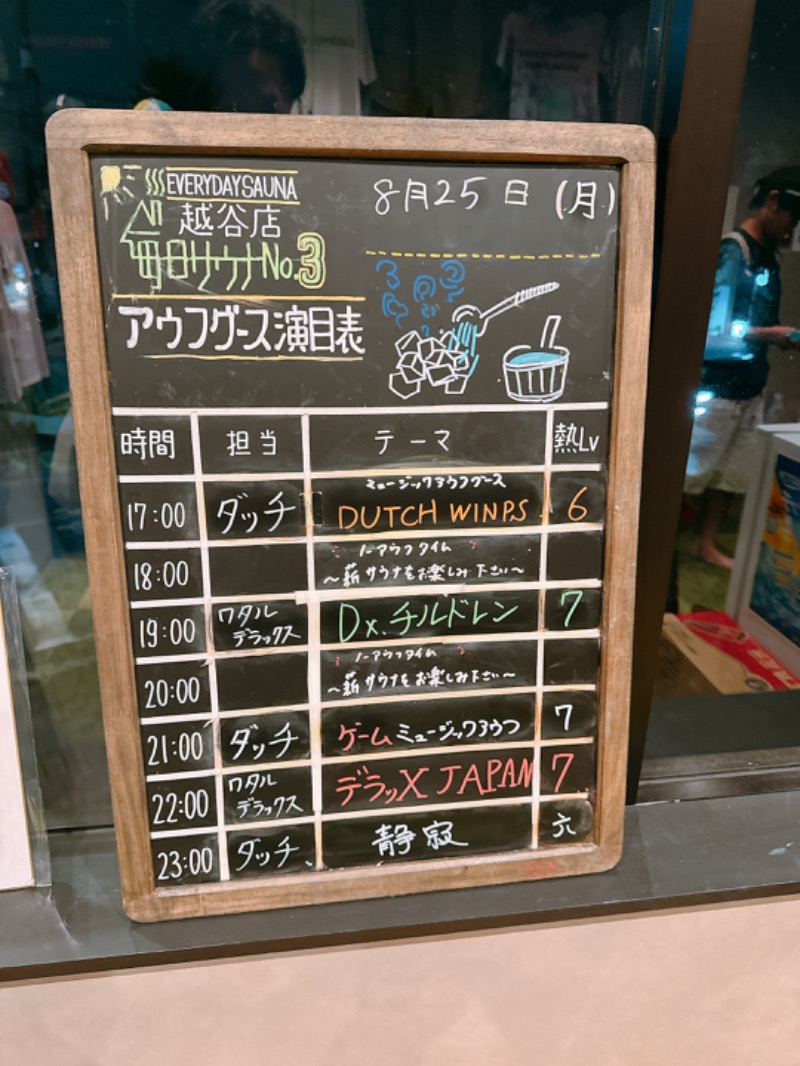 EVERYDAY SAUNA
越谷店
毎日サウナNo.3
8月25日(月)
アウフグース演目表
時間 担当 テーマ 熱Lv
ミュージックアウフグース
17:00 ダッチ DUTCH WINPS 6
ノーアウフタイム
18:00 〜薪サウナをお楽しみ下さい〜
19:00 ワタルデラックス Dx.チルドレン 7
ノーアウフタイム
20:00 〜薪サウナをお楽しみ下さい〜
21:00 ダッチ ゲームミュージックアウフ 7
22:00 ワタルデラックス デラッX JAPAN 7
23:00 ダッチ 静寂 六